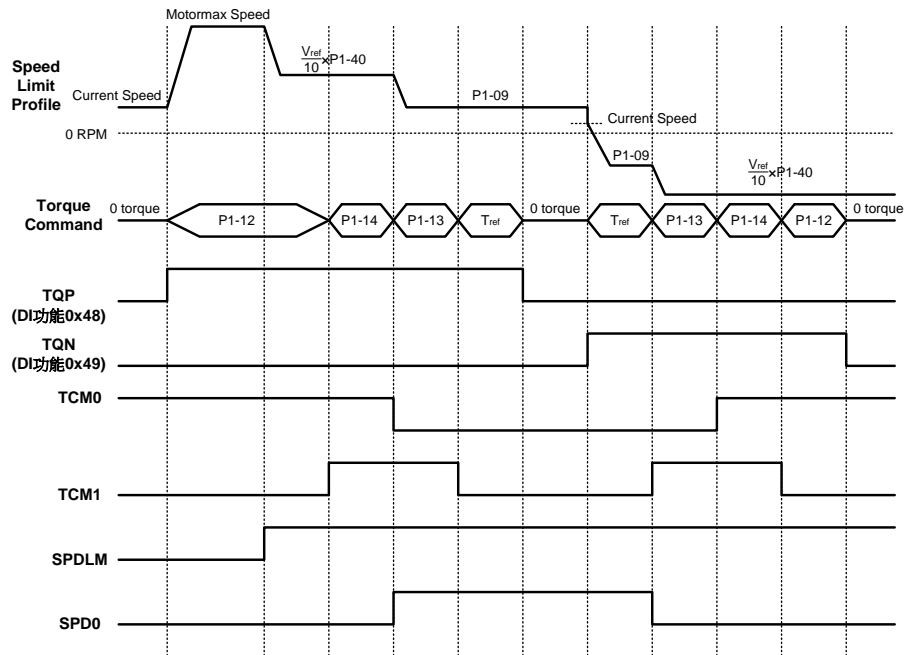 Motormax Speed
Speed
Limit
Profile
Current Speed
Vref
10 ×P1-40
P1-09
0 RPM
Current Speed
P1-09
Vref
10 ×P1-40
Torque
Command
0 torque
P1-12
P1-14
P1-13
Tref
0 torque
Tref
P1-13
P1-14
P1-12
0 torque
TQP
(DI功能0x48)
TQN
(DI功能0x49)
TCM0
TCM1
SPDLM
SPD0